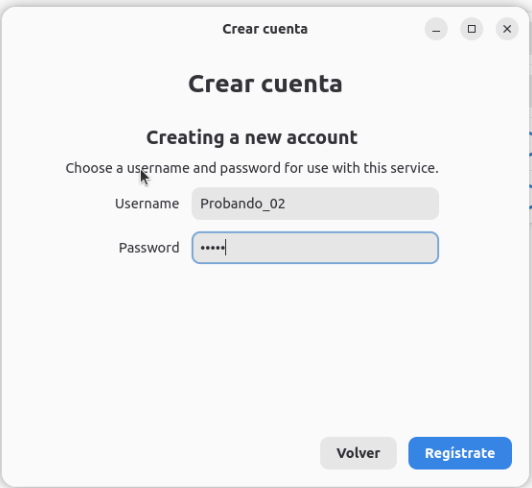 Crear cuenta
Crear cuenta
Creating a new account
Choose a username and password for use with this service.
Username Probando_02
Password •••••
Volver Regístrate